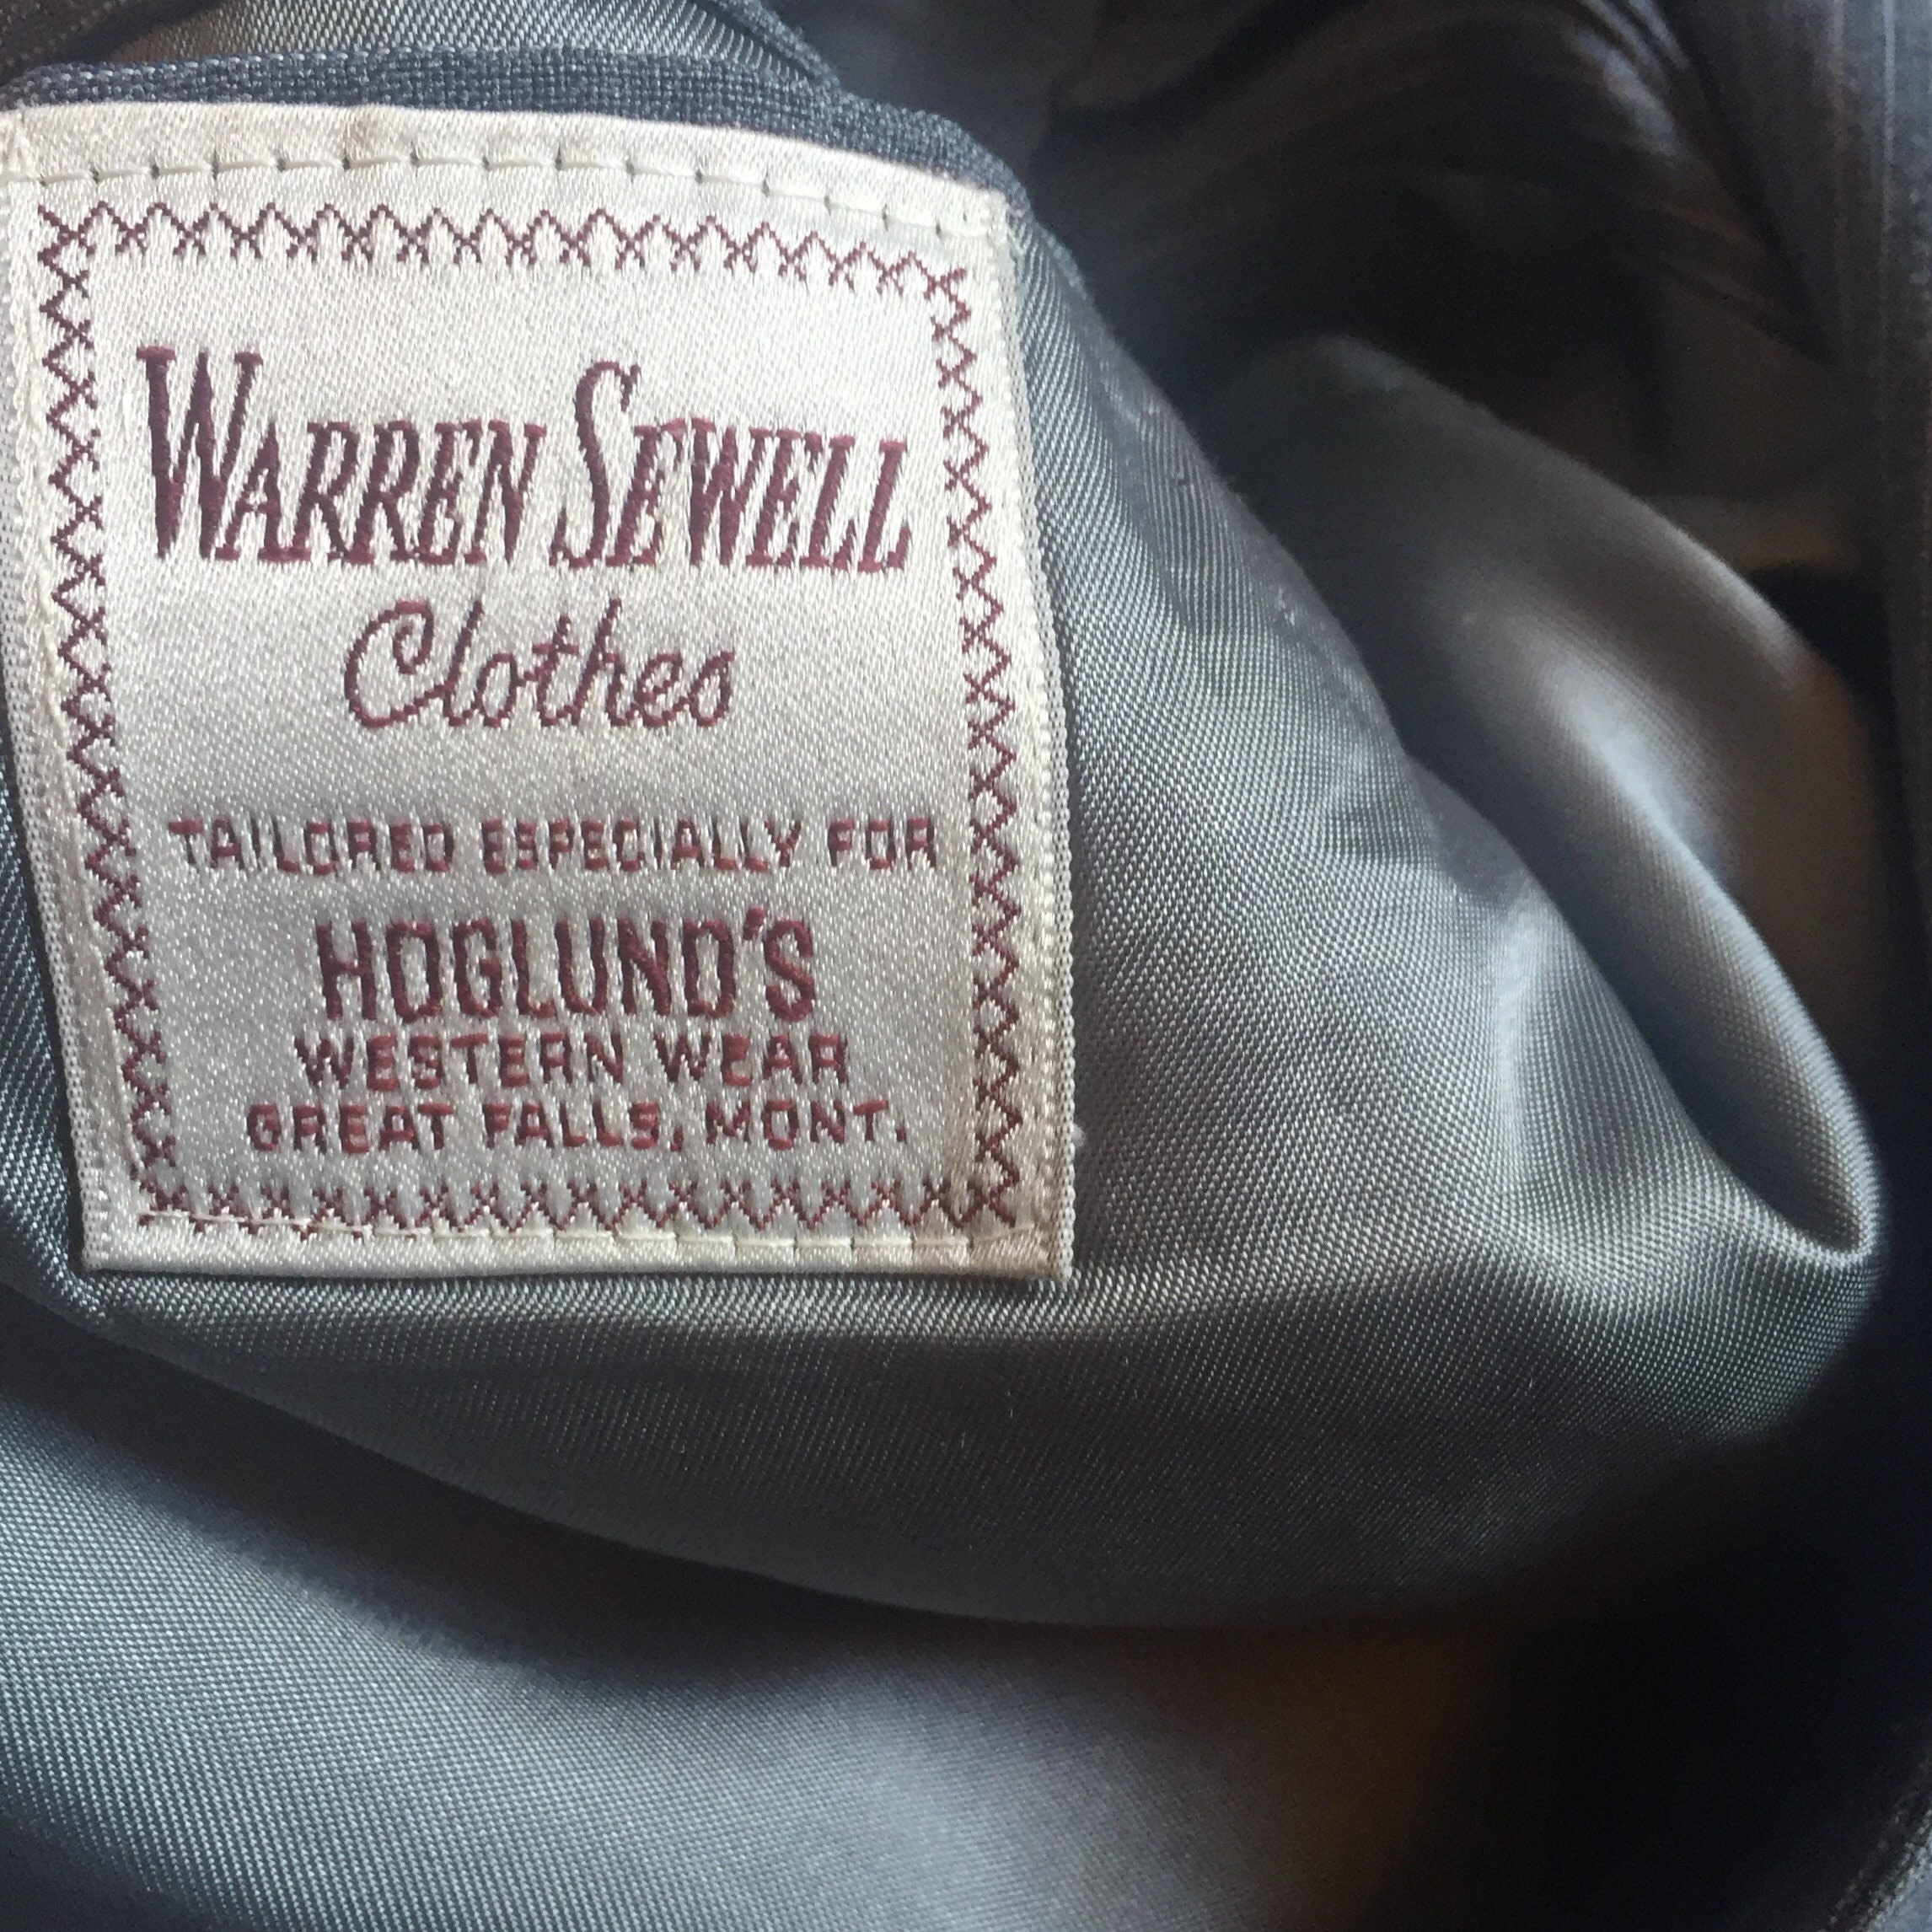 WARREN SEWELL
Clothes
TAILORED ESPECIALLY FOR
HOGLUND'S
WESTERN WEAR
GREAT FALLS, MONT.